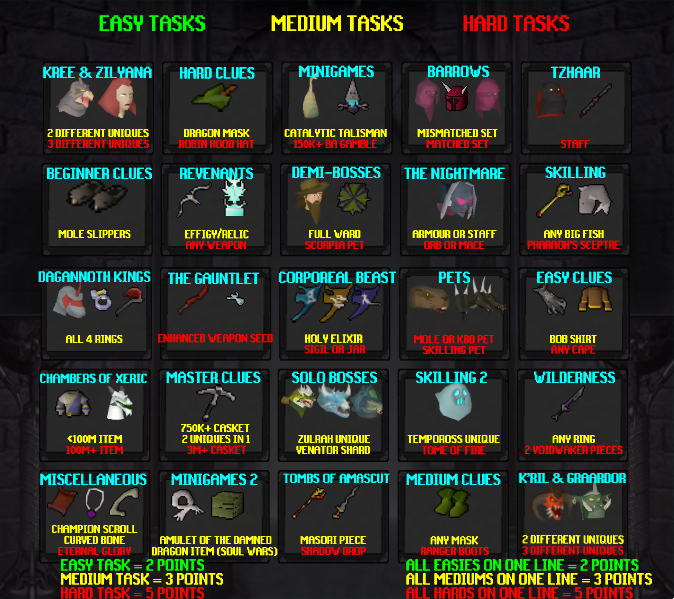 EASY TASKS MEDIUM TASKS HARD TASKS
KREE & ZILYANA
2 DIFFERENT UNIQUES
3 DIFFERENT UNIQUES
HARD CLUES
DRAGON MASK
ROBIN HOOD HAT
MINIGAMES
CATALYTIC TALISMAN
150K+ BA GAMBLE
BARROWS
MISMATCHED SET
MATCHED SET
TZHAAR
STAFF
BEGINNER CLUES
MOLE SLIPPERS
REVENANTS
EFFIGY/RELIC
ANY WEAPON
DEMI-BOSSES
FULL WARD
SCORPIA PET
THE NIGHTMARE
ARMOUR OR STAFF
ORB OR MACE
SKILLING
ANY BIG FISH
PHARAOH'S SCEPTRE
DAGANNOTH KINGS
ALL 4 RINGS
THE GAUNTLET
ENHANCED WEAPON SEED
CORPOREAL BEAST
HOLY ELIXIR
SIGIL OR JAR
PETS
MOLE OR KBD PET
SKILLING PET
EASY CLUES
BOB SHIRT
ANY CAPE
CHAMBERS OF XERIC
<100M ITEM
100M+ ITEM
MASTER CLUES
750K+ CASKET
2 UNIQUES IN 1
3M+ CASKET
SOLO BOSSES
ZULRAH UNIQUE
VENATOR SHARD
SKILLING 2
TEMPOROSS UNIQUE
TOME OF FIRE
WILDERNESS
ANY RING
2 VOIDWAKER PIECES
MISCELLANEOUS
CHAMPION SCROLL
CURVED BONE
ETERNAL GLORY
MINIGAMES 2
AMULET OF THE DAMNED
DRAGON ITEM (SOUL WARS)
TOMBS OF AMASCUT
MASORI PIECE
SHADOW DROP
MEDIUM CLUES
ANY MASK
RANGER BOOTS
K'RIL & GRAARDOR
2 DIFFERENT UNIQUES
3 DIFFERENT UNIQUES
EASY TASK = 2 POINTS
MEDIUM TASK = 3 POINTS
HARD TASK = 5 POINTS
ALL EASIES ON ONE LINE = 2 POINTS
ALL MEDIUMS ON ONE LINE = 3 POINTS
ALL HARDS ON ONE LINE = 5 POINTS